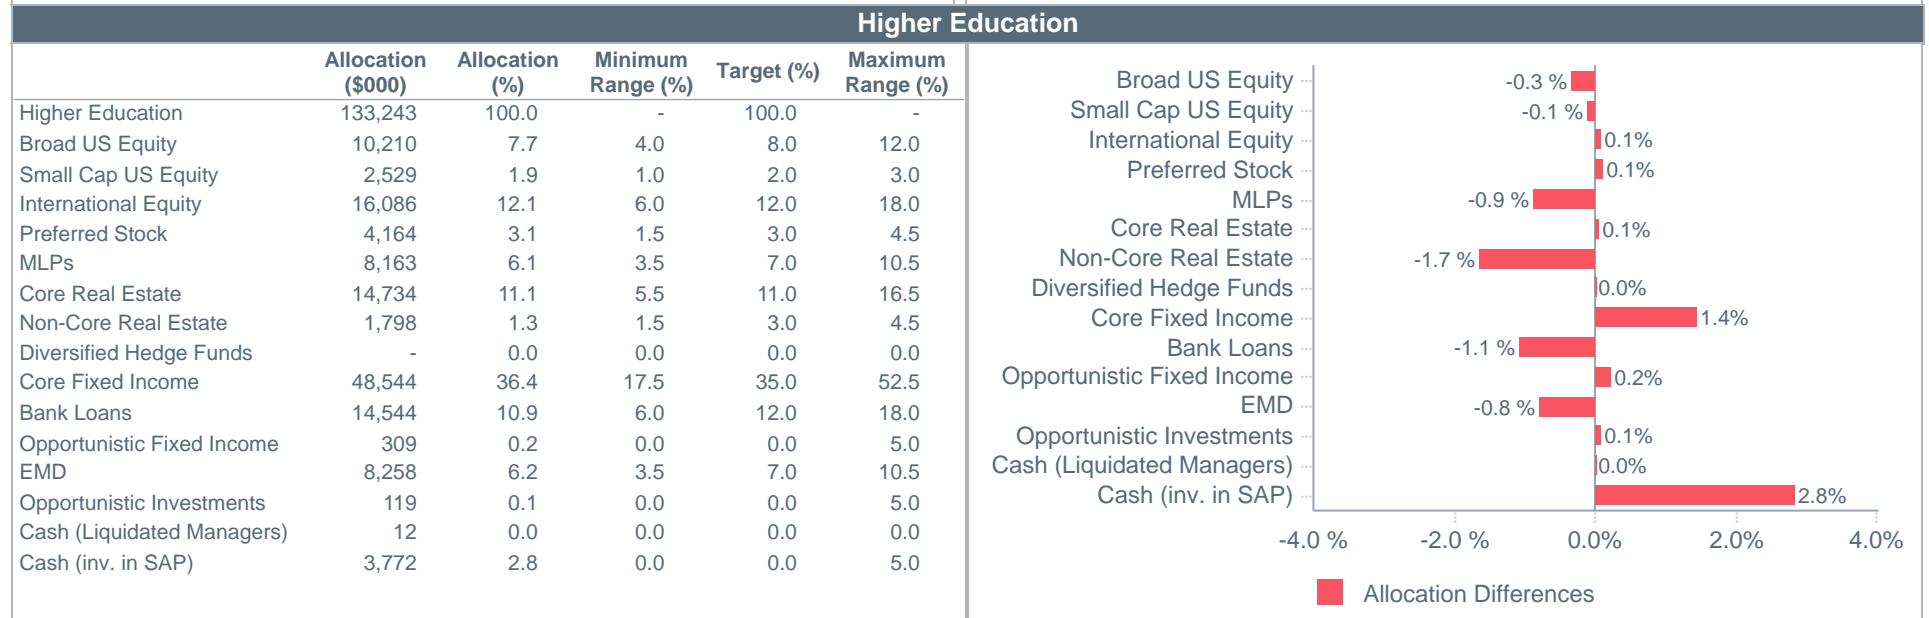 Higher Education
Allocation ($000) Allocation (%) Minimum Range (%) Target (%) Maximum Range (%)
Higher Education 133,243 100.0 - 100.0 -
Broad US Equity 10,210 7.7 4.0 8.0 12.0
Small Cap US Equity 2,529 1.9 1.0 2.0 3.0
International Equity 16,086 12.1 6.0 12.0 18.0
Preferred Stock 4,164 3.1 1.5 3.0 4.5
MLPs 8,163 6.1 3.5 7.0 10.5
Core Real Estate 14,734 11.1 5.5 11.0 16.5
Non-Core Real Estate 1,798 1.3 1.5 3.0 4.5
Diversified Hedge Funds - 0.0 0.0 0.0 0.0
Core Fixed Income 48,544 36.4 17.5 35.0 52.5
Bank Loans 14,544 10.9 6.0 12.0 18.0
Opportunistic Fixed Income 309 0.2 0.0 0.0 5.0
EMD 8,258 6.2 3.5 7.0 10.5
Opportunistic Investments 119 0.1 0.0 0.0 5.0
Cash (Liquidated Managers) 12 0.0 0.0 0.0 0.0
Cash (inv. in SAP) 3,772 2.8 0.0 0.0 5.0
Broad US Equity -0.3 %
Small Cap US Equity -0.1 %
International Equity 0.1%
Preferred Stock 0.1%
MLPs -0.9 %
Core Real Estate 0.1%
Non-Core Real Estate -1.7 %
Diversified Hedge Funds 0.0%
Core Fixed Income 1.4%
Bank Loans -1.1 %
Opportunistic Fixed Income 0.2%
EMD -0.8 %
Opportunistic Investments 0.1%
Cash (Liquidated Managers) 0.0%
Cash (inv. in SAP) 2.8%
-4.0 % -2.0 % 0.0% 2.0% 4.0%
Allocation Differences